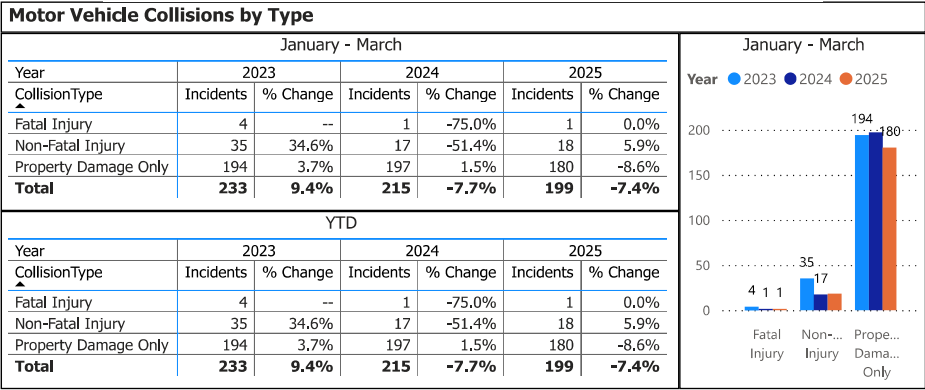 Motor Vehicle Collisions by Type
January - March
Year 2023 2024 2025
CollisionType Incidents % Change Incidents % Change Incidents % Change
Fatal Injury 4 -- 1 -75.0% 1 0.0%
Non-Fatal Injury 35 34.6% 17 -51.4% 18 5.9%
Property Damage Only 194 3.7% 197 1.5% 180 -8.6%
Total 233 9.4% 215 -7.7% 199 -7.4%
YTD
Year 2023 2024 2025
CollisionType Incidents % Change Incidents % Change Incidents % Change
Fatal Injury 4 -- 1 -75.0% 1 0.0%
Non-Fatal Injury 35 34.6% 17 -51.4% 18 5.9%
Property Damage Only 194 3.7% 197 1.5% 180 -8.6%
Total 233 9.4% 215 -7.7% 199 -7.4%
January - March
Year 2023 2024 2025
194
200 180
150
100
50 35
4 1 1 17
0
Fatal Non-... Prope...
Injury Injury Dama...
Only